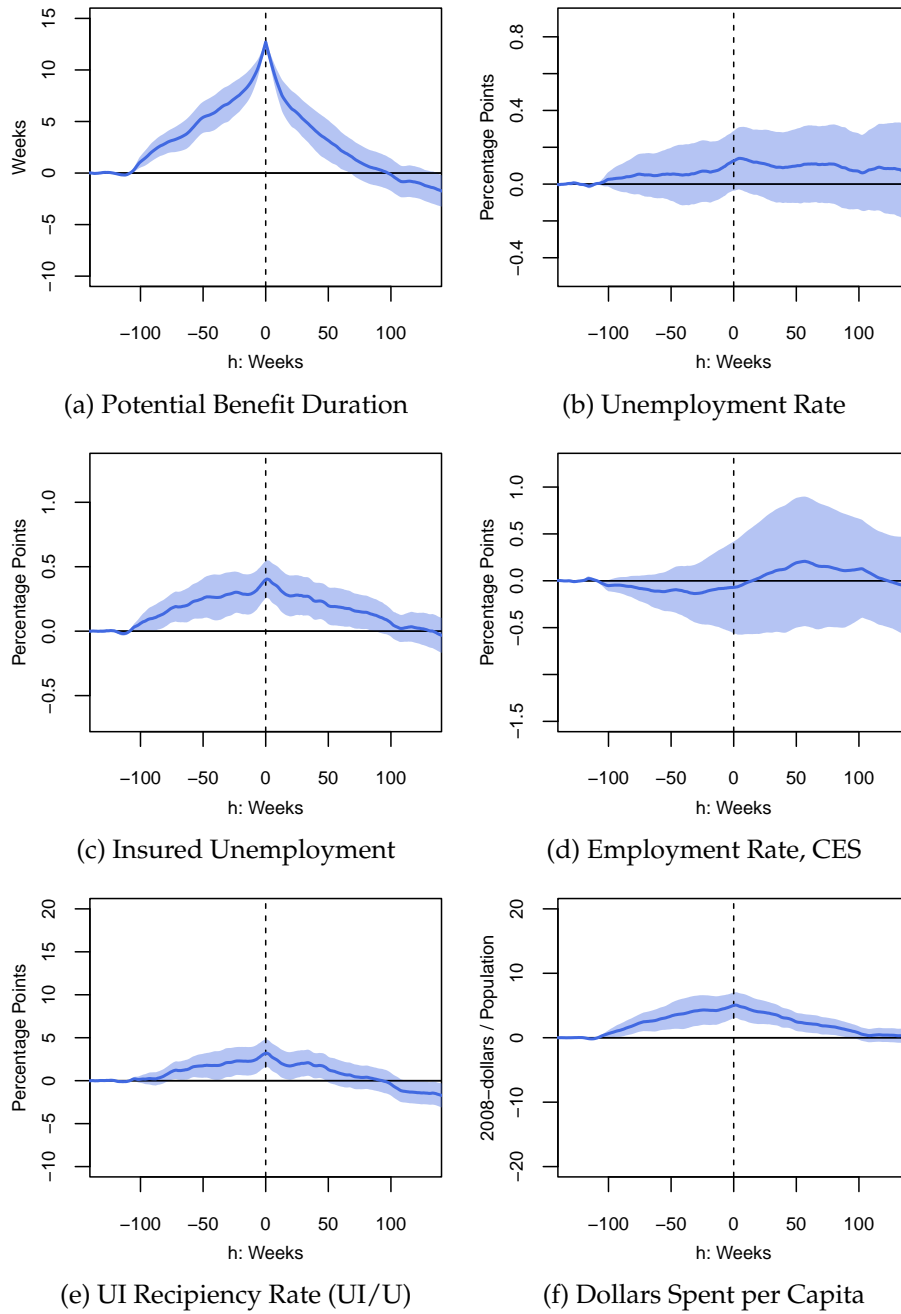 15
10
5
0
−5
−10
Weeks
−100 −50 0 50 100
h: Weeks
(a) Potential Benefit Duration
0.8
0.4
0.0
−0.4
Percentage Points
−100 −50 0 50 100
h: Weeks
(b) Unemployment Rate
1.0
0.5
0.0
−0.5
Percentage Points
−100 −50 0 50 100
h: Weeks
(c) Insured Unemployment
1.0
0.5
0.0
−0.5
−1.5
Percentage Points
−100 −50 0 50 100
h: Weeks
(d) Employment Rate, CES
20
15
10
5
0
−5
−10
Percentage Points
−100 −50 0 50 100
h: Weeks
(e) UI Recipiency Rate (UI/U)
20
10
0
−10
−20
2008−dollars / Population
−100 −50 0 50 100
h: Weeks
(f) Dollars Spent per Capita